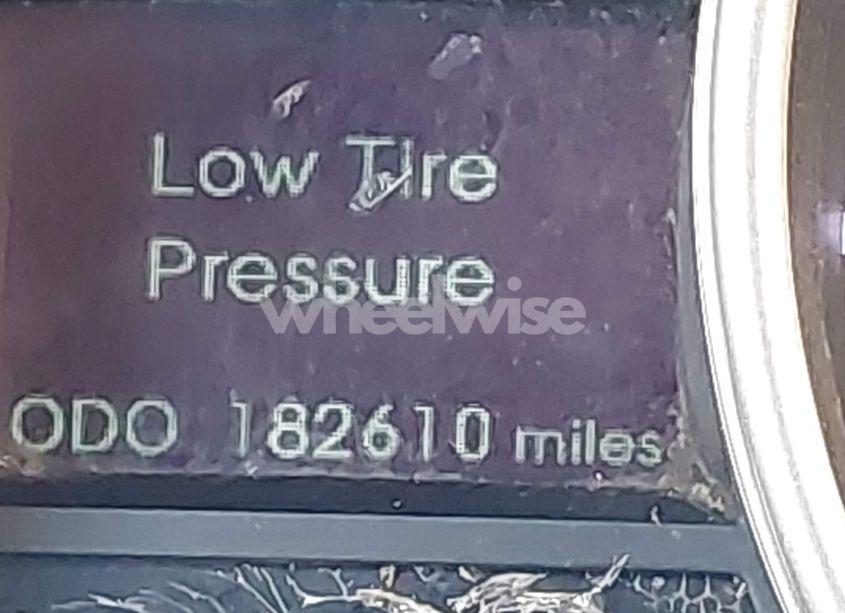 Low Tire
Pressure
wheelwise
ODO 182610 miles